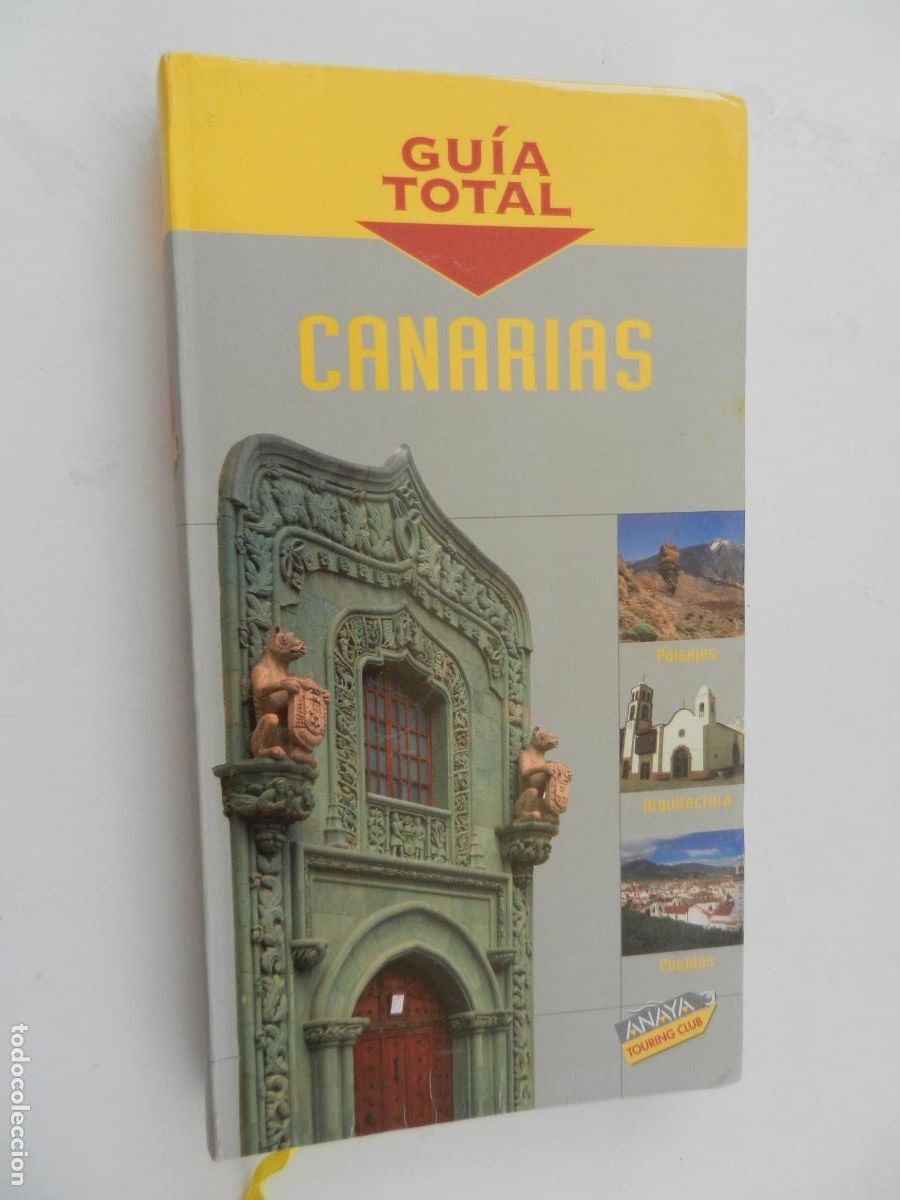 GUÍA
TOTAL
CANARIAS
Paisajes
Arquitectura
Pueblos
ANAYA
TOURING CLUB
todocoleccion